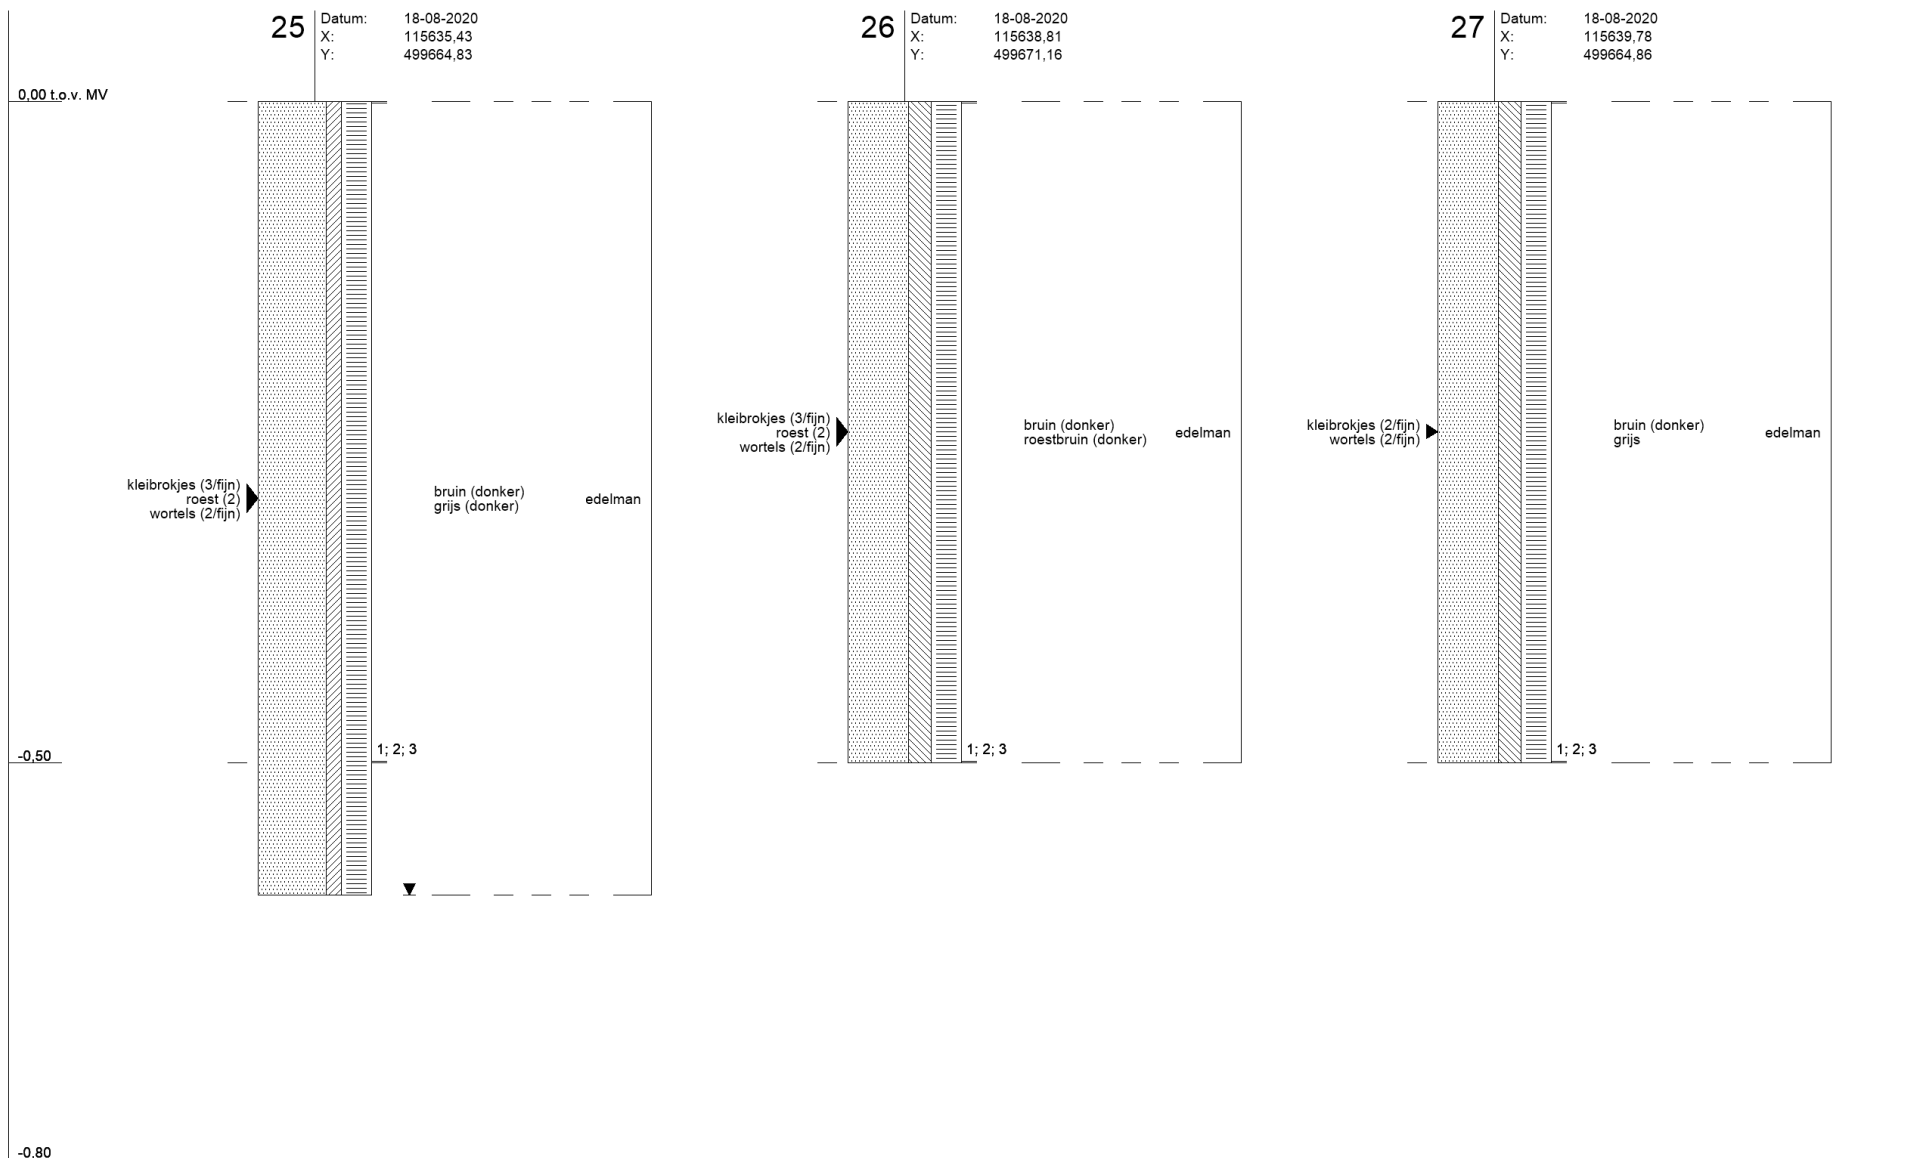 25
Datum: 18-08-2020
X: 115635,43
Y: 499664,83
26
Datum: 18-08-2020
X: 115638,81
Y: 499671,16
27
Datum: 18-08-2020
X: 115639,78
Y: 499664,86
0,00 t.o.v. MV
kleibrokjes (3/fijn)
roest (2)
wortels (2/fijn)
bruin (donker)
grijs (donker)
edelman
1; 2; 3
kleibrokjes (3/fijn)
roest (2)
wortels (2/fijn)
bruin (donker)
roestbruin (donker)
edelman
1; 2; 3
kleibrokjes (2/fijn)
wortels (2/fijn)
bruin (donker)
grijs
edelman
1; 2; 3
-0,50
-0,80